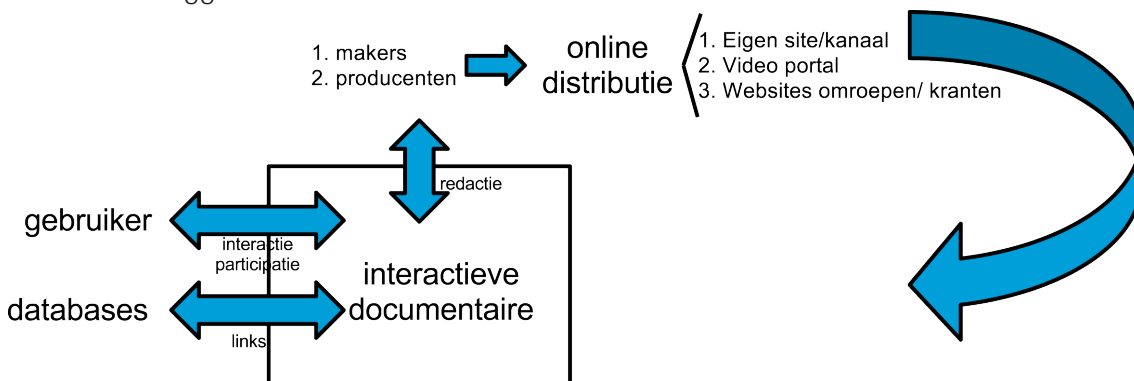 1. makers
2. producenten
online
distributie
1. Eigen site/kanaal
2. Video portal
3. Websites omroepen/ kranten
redactie
gebruiker
interactie
participatie
interactieve
documentaire
databases
links